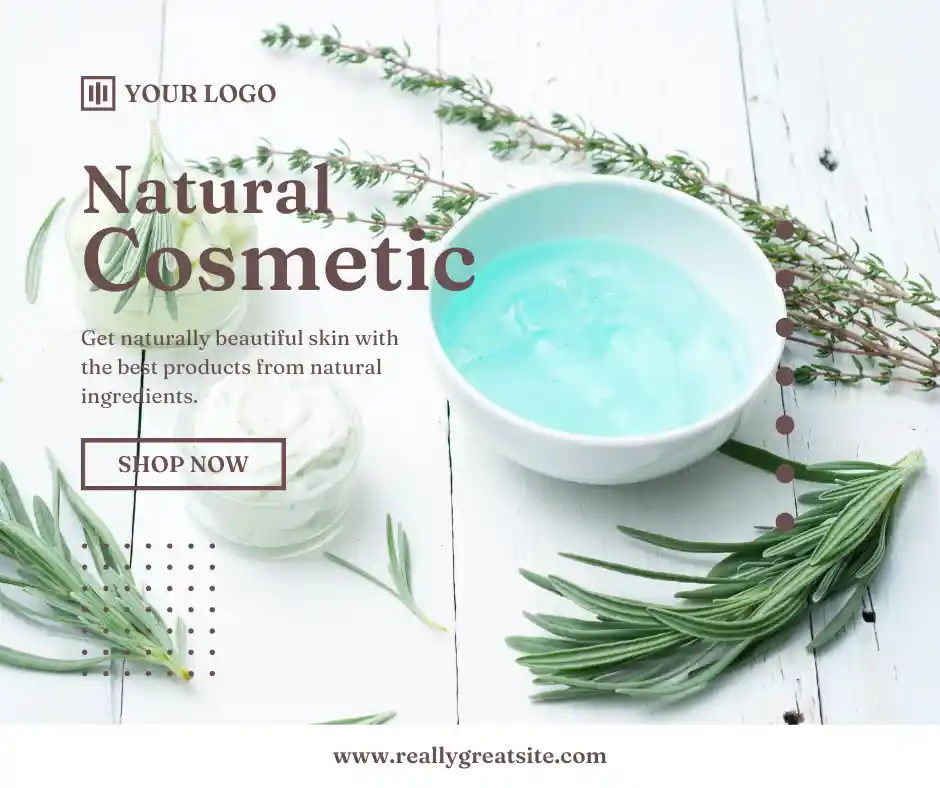 YOUR LOGO
Natural
Cosmetic
Get naturally beautiful skin with
the best products from natural
ingredients.
SHOP NOW
www.reallygreatsite.com